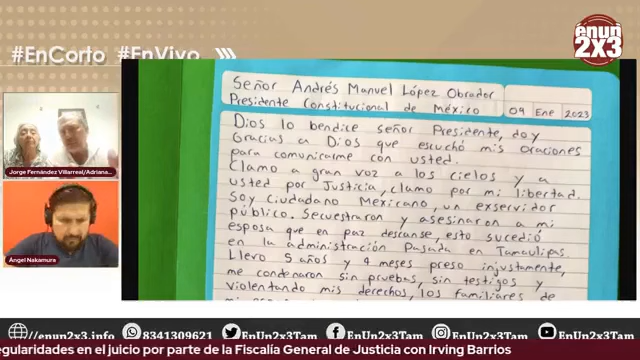 #EnCorto #EnVivo
énun
2x3
Señor Andrés Manuel López Obrador
Presidente Constitucional de México
09 Ene 2023
Dios lo bendice señor Presidente, doy
Gracias a Dios que escuchó mis oraciones
para comunicarme con usted.
Clamo a gran voz a los cielos y a
usted por Justicia, clamo por mi libertad.
Soy ciudadano Mexicano, un exservidor
público. Secuestraron y asesinaron a mi
esposa que en paz descanse, esto sucedió
en la administración Pasada en Tamaulipas.
Llevo 5 años y 4 meses preso injustamente,
me condenaron sin pruebas, sin testigos y
violentando mis derechos, los familiares de
Jorge Fernández Villarreal/Adriana
Ángel Nakamura
//enun2x3.info
8341309621
EnUn2x3Tam
EnUn2x3Tam
EnUn2x3Tam
EnUn2x3Tam
egularidades en el juicio por parte de la Fiscalía General de Justicia con Irving Barrios